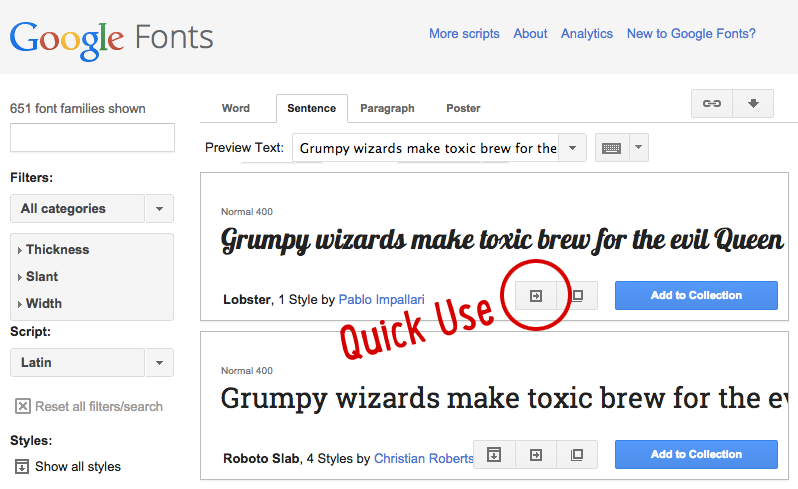 Google Fonts
More scripts About Analytics New to Google Fonts?
651 font families shown
Word Sentence Paragraph Poster
Preview Text: Grumpy wizards make toxic brew for the
Filters:
All categories
Thickness
Slant
Width
Script:
Latin
Reset all filters/search
Styles:
Show all styles
Normal 400
Grumpy wizards make toxic brew for the evil Queen
Lobster, 1 Style by Pablo Impallari
Add to Collection
Quick Use
Normal 400
Grumpy wizards make toxic brew for the ev
Roboto Slab, 4 Styles by Christian Roberts
Add to Collection